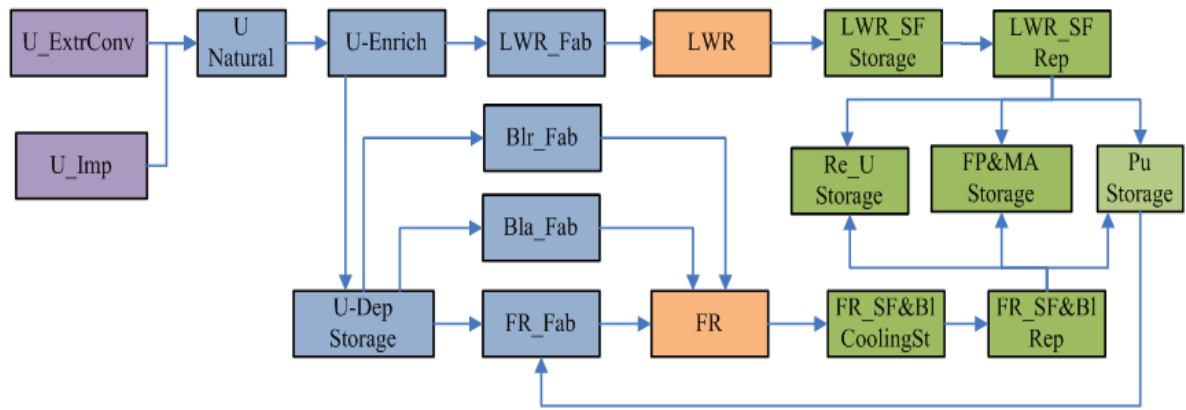 U_ExtrConv
U
Natural
U-Enrich
LWR_Fab
LWR
LWR_SF
Storage
LWR_SF
Rep
U_Imp
Blr_Fab
Re_U
Storage
FP&MA
Storage
Pu
Storage
Bla_Fab
U-Dep
Storage
FR_Fab
FR
FR_SF&Bl
CoolingSt
FR_SF&Bl
Rep